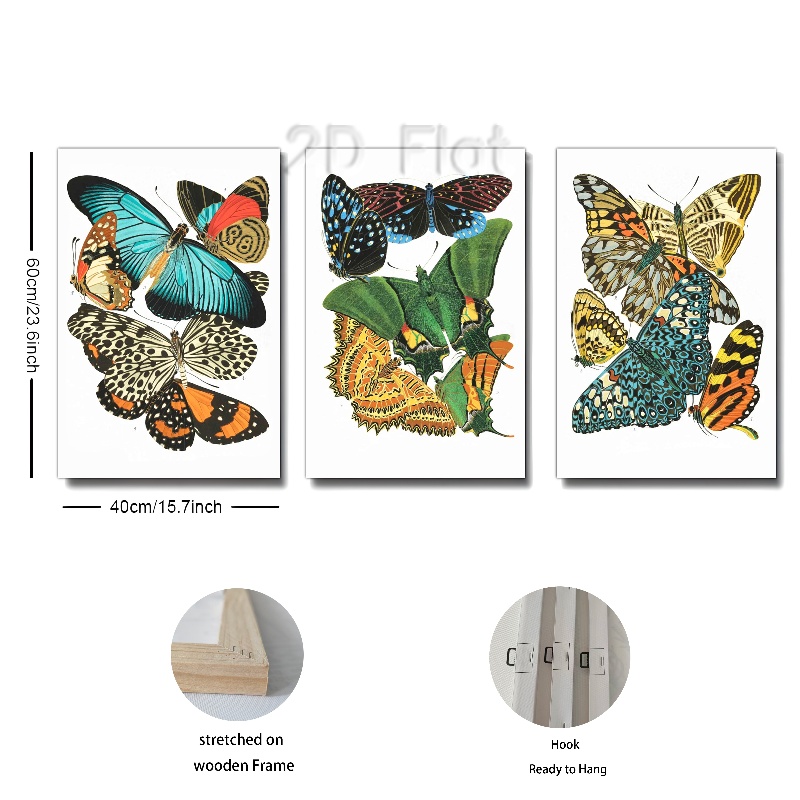 2D Flat
60cm/23.6inch
40cm/15.7inch
stretched on
wooden Frame
Hook
Ready to Hang